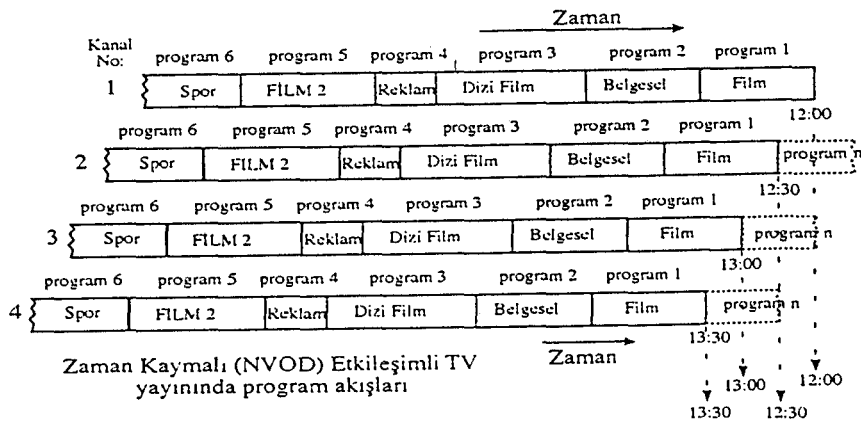 Zaman
Kanal No:
program 6 program 5 program 4 program 3 program 2 program 1
1 Spor FİLM 2 Reklam Dizi Film Belgesel Film
12:00
program 6 program 5 program 4 program 3 program 2 program 1
2 Spor FILM 2 Reklam Dizi Film Belgesel Film program n
12:30
program 6 program 5 program 4 program 3 program 2 program 1
3 Spor FİLM 2 Reklam Dizi Film Belgesel Film program n
13:00
program 6 program 5 program 4 program 3 program 2 program 1
4 Spor FİLM 2 Reklam Dizi Film Belgesel Film program n
13:30
Zaman Kaymalı (NVOD) Etkileşimli TV
yayınında program akışları
Zaman
13:00 12:00
13:30 12:30